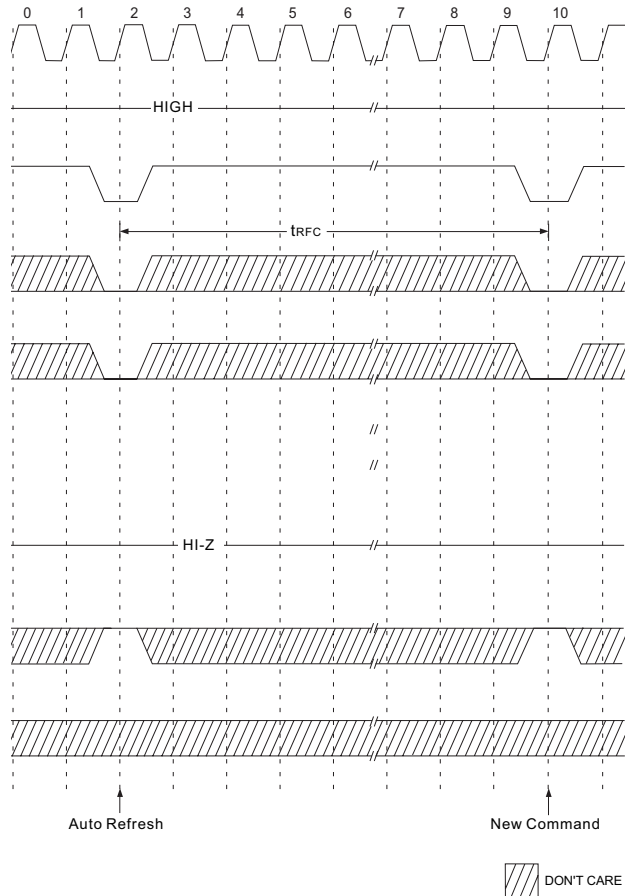 0 1 2 3 4 5 6 7 8 9 10
HIGH
tRFC
HI-Z
Auto Refresh New Command
DON'T CARE